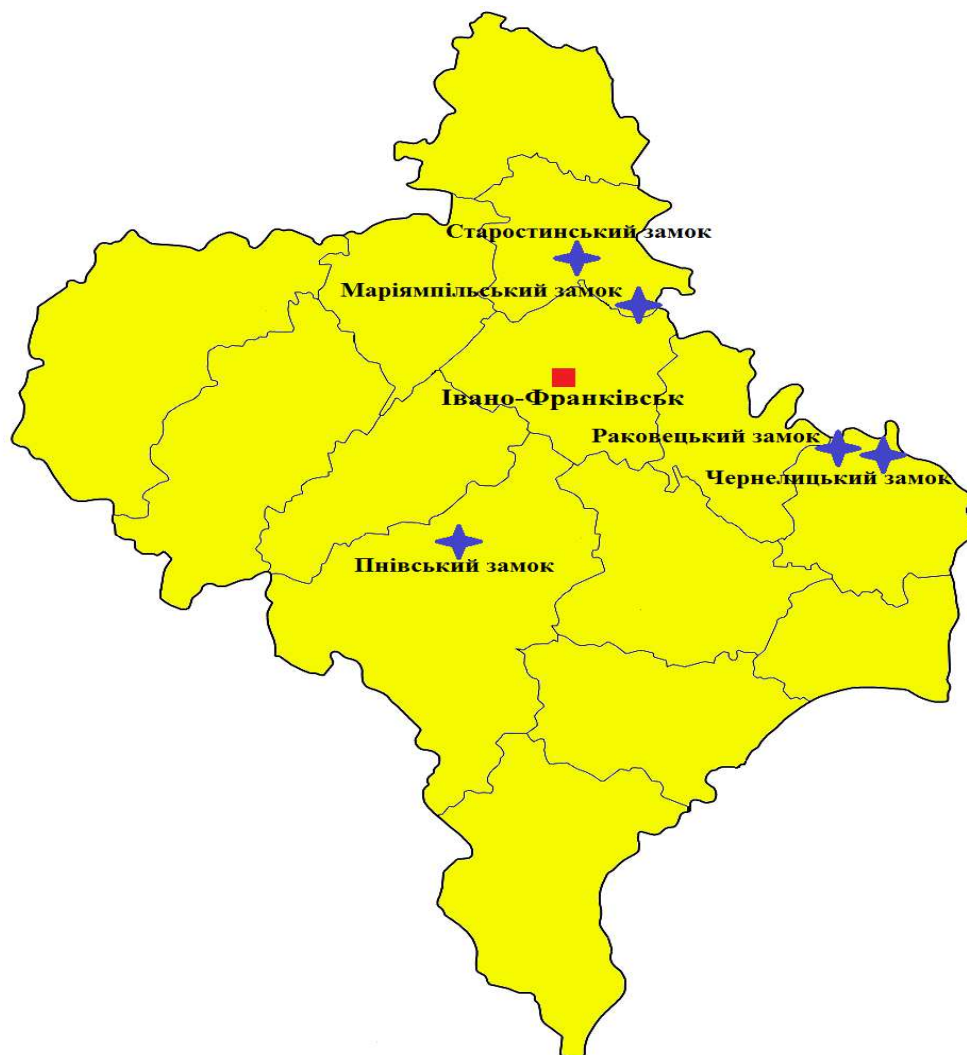 Старостинський замок
Маріямпільський замок
Івано-Франківськ
Раковецький замок
Чернелицький замок
Пнівський замок